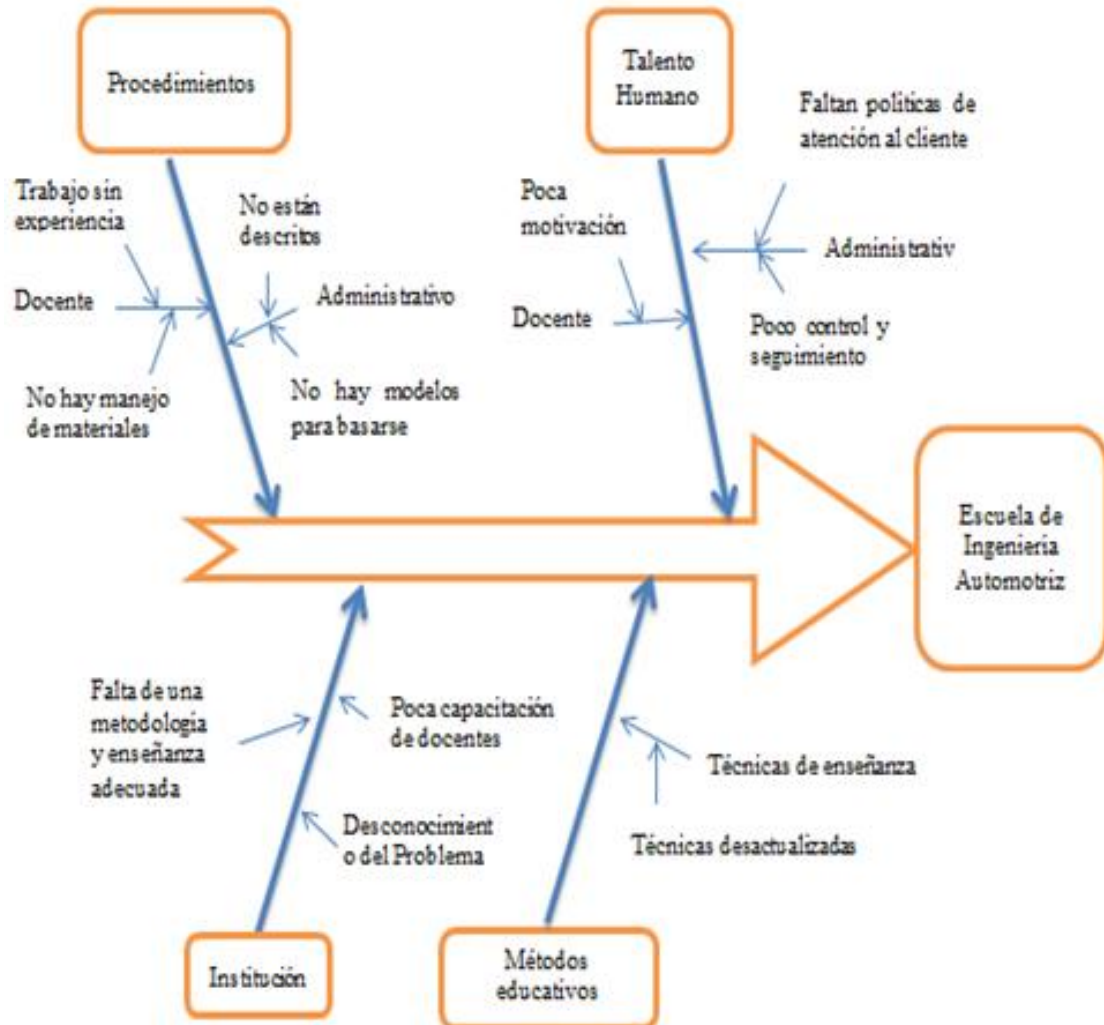 Procedimientos
Talento
Humano
Faltan políticas de
atención al cliente
Trabajo sin
experiencia
No están
descritos
Poca
motivación
Docente
Administrativo
Docente
Administrativ
No hay manejo
de materiales
No hay modelos
para basarse
Poco control y
seguimiento
Escuela de
Ingeniería
Automotriz
Falta de una
metodología
y enseñanza
adecuada
Poca capacitación
de docentes
Desconocimient
o del Problema
Técnicas de enseñanza
Técnicas desactualizadas
Institución
Métodos
educativos